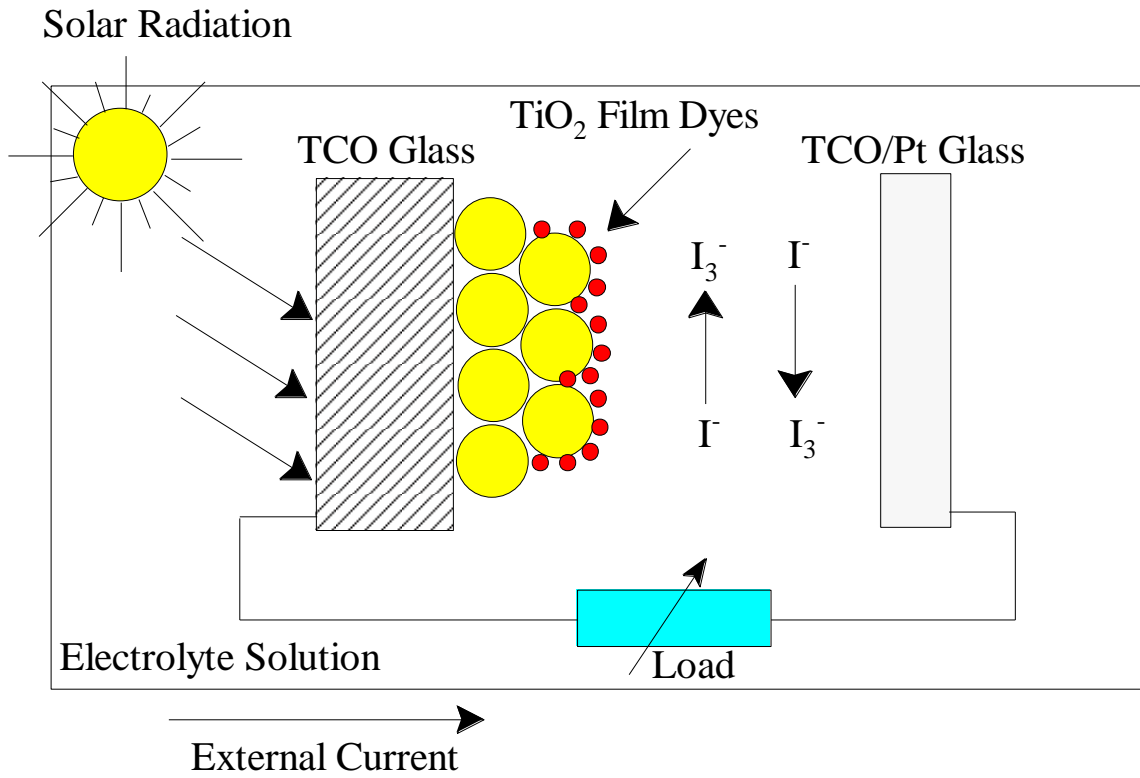 Solar Radiation
TiO₂ Film Dyes
TCO Glass
TCO/Pt Glass
I₃⁻
I⁻
I⁻
I₃⁻
Electrolyte Solution
Load
External Current